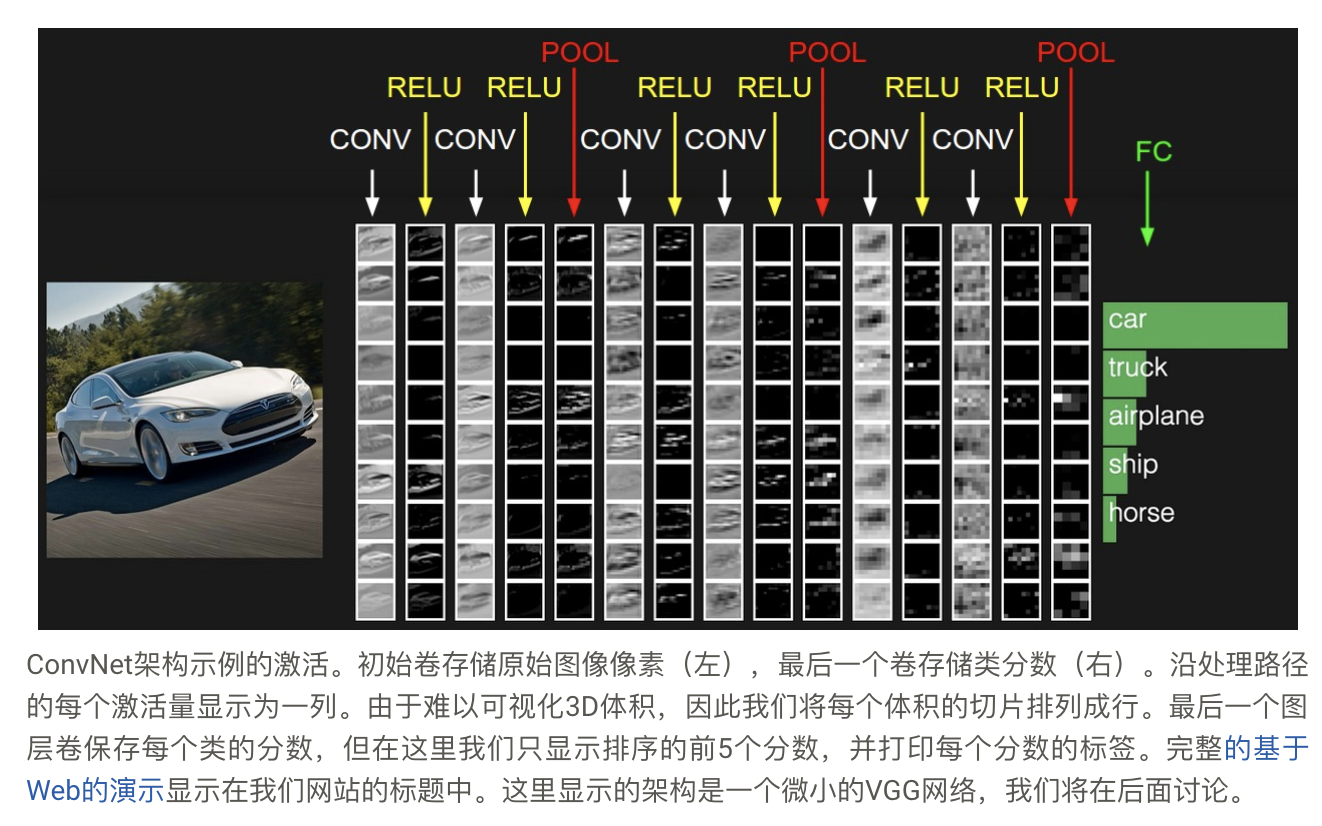 POOL POOL POOL
RELU RELU RELU RELU RELU RELU
CONV CONV CONV CONV CONV CONV
FC
car
truck
airplane
ship
horse
ConvNet架构示例的激活。初始卷存储原始图像像素（左），最后一个卷存储类分数（右）。沿处理路径
的每个激活量显示为一列。由于难以可视化3D体积，因此我们将每个体积的切片排列成行。最后一个图
层卷保存每个类的分数，但在这里我们只显示排序的前5个分数，并打印每个分数的标签。完整的基于
Web的演示显示在我们网站的标题中。这里显示的架构是一个微小的VGG网络，我们将在后面讨论。